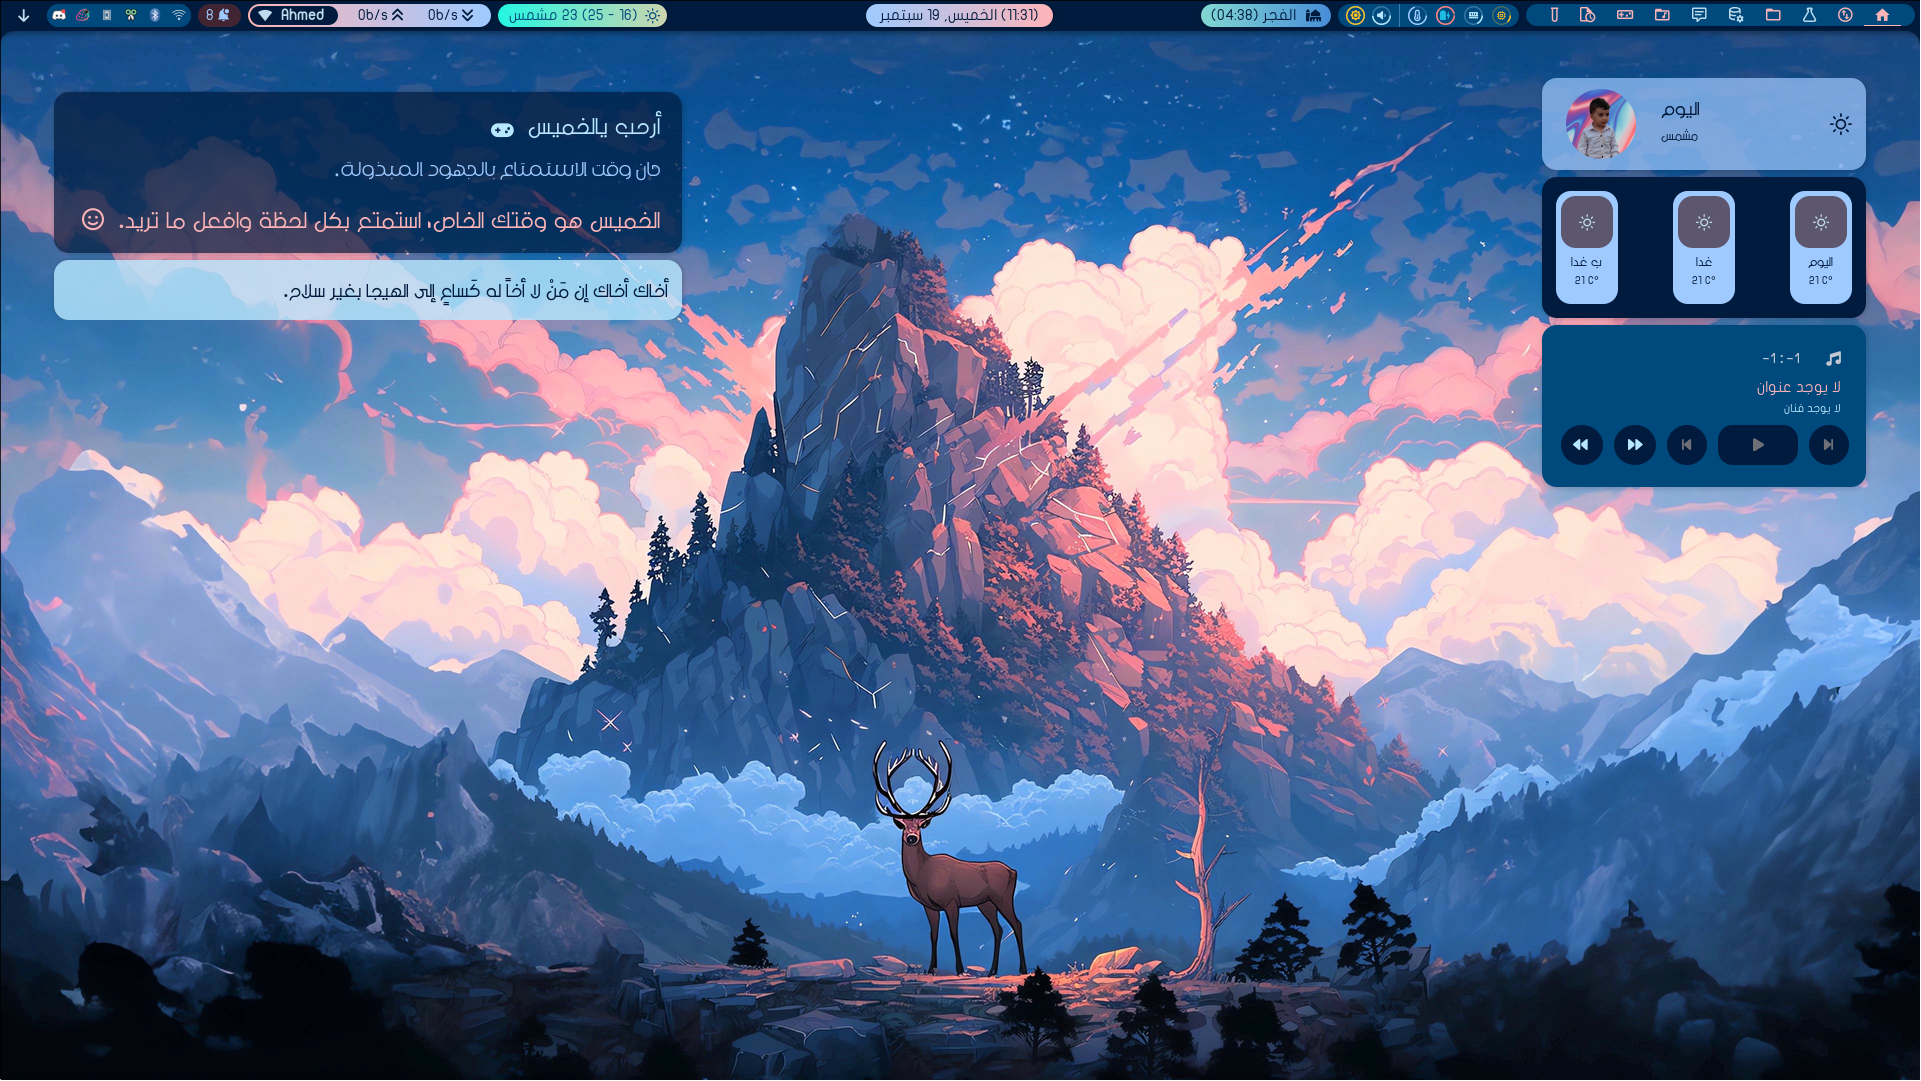 الفجر (04:38)
(11:31) الخميس, 19 سبتمبر
23 (25 - 16) مشمس
0b/s
0b/s
Ahmed
8
أرحب يالخميس
حان وقت الاستمتاع بالجهود المبذولة.
الخميس هو وقتك الخاص، استمتع بكل لحظة وافعل ما تريد.
أخاك أخاك إن مَنْ لا أخاً له كَساعٍ إلى الهيجا بغير سلاح.
اليوم
مشمس
اليوم
21 C°
غدا
21 C°
ب غدا
21 C°
-1:-1
لا يوجد عنوان
لا يوجد فنان